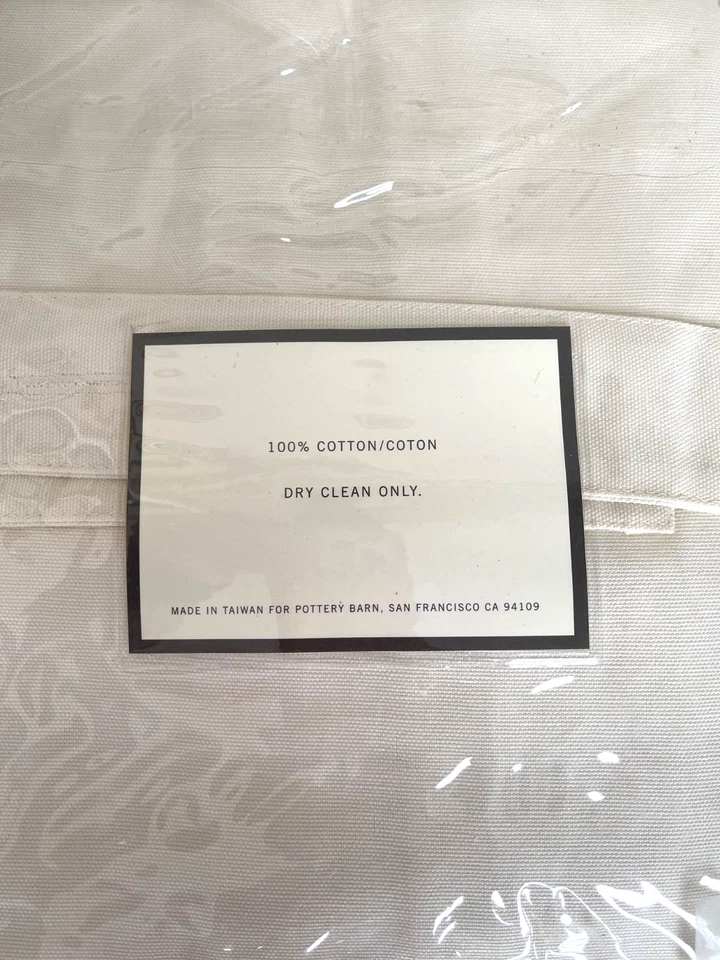 100% COTTON/COTON
DRY CLEAN ONLY.
MADE IN TAIWAN FOR POTTERY BARN, SAN FRANCISCO CA 94109